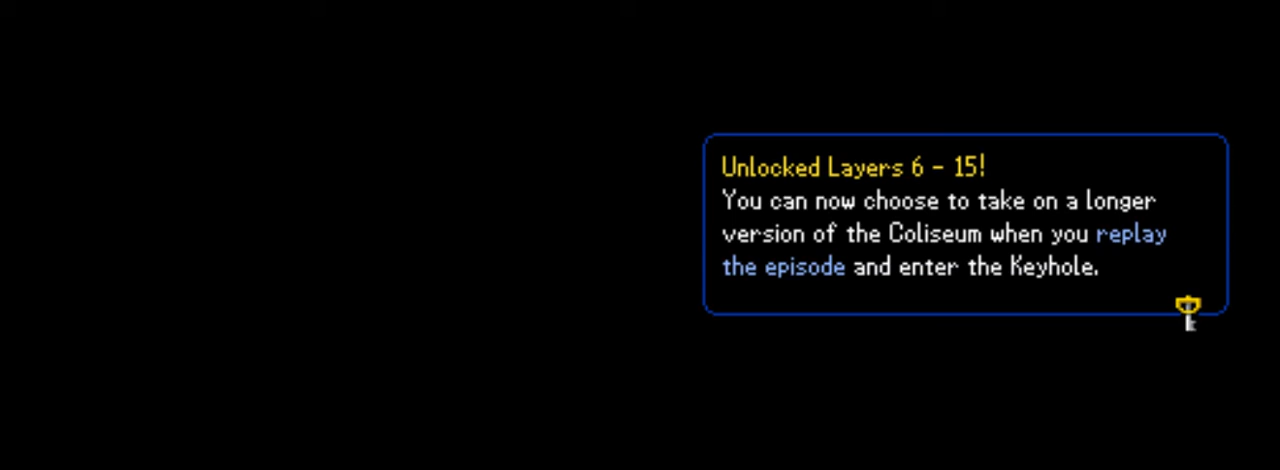 Unlocked Layers 6 - 15!
You can now choose to take on a longer
version of the Coliseum when you replay
the episode and enter the Keyhole.